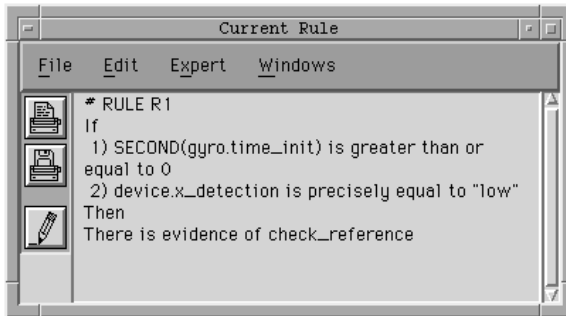 Current Rule
File Edit Expert Windows
# RULE R1
If
1) SECOND(gyro.time_init) is greater than or
equal to 0
2) device.x_detection is precisely equal to "low"
Then
There is evidence of check_reference